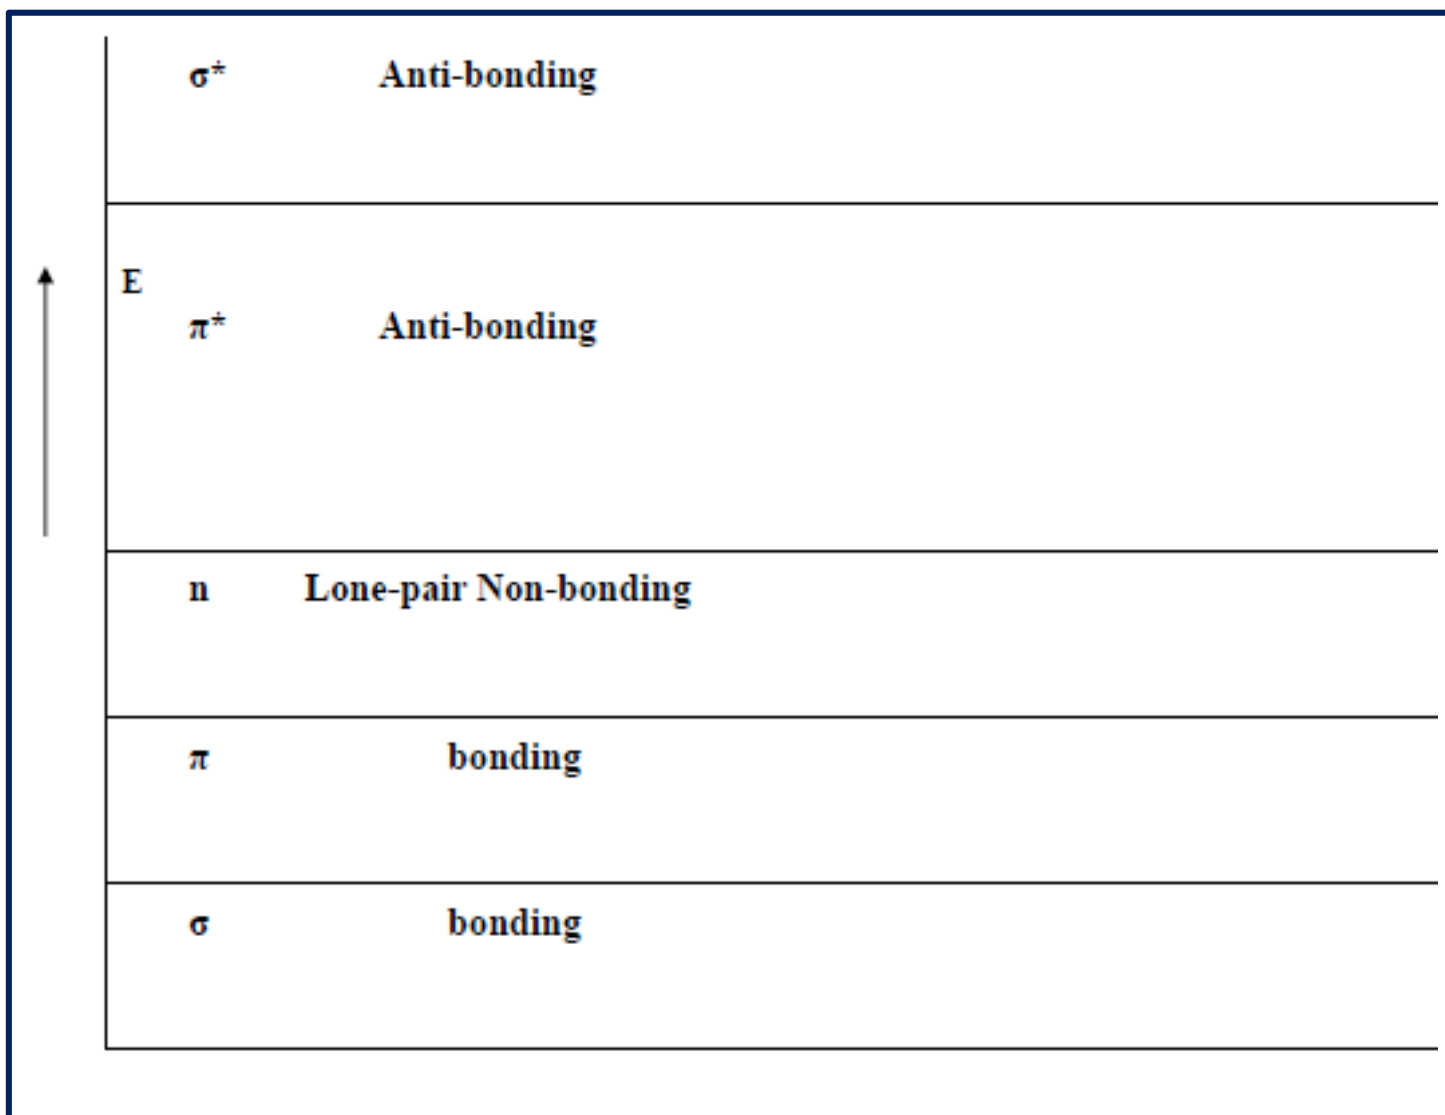 σ* Anti-bonding
E
π* Anti-bonding
n Lone-pair Non-bonding
π bonding
σ bonding